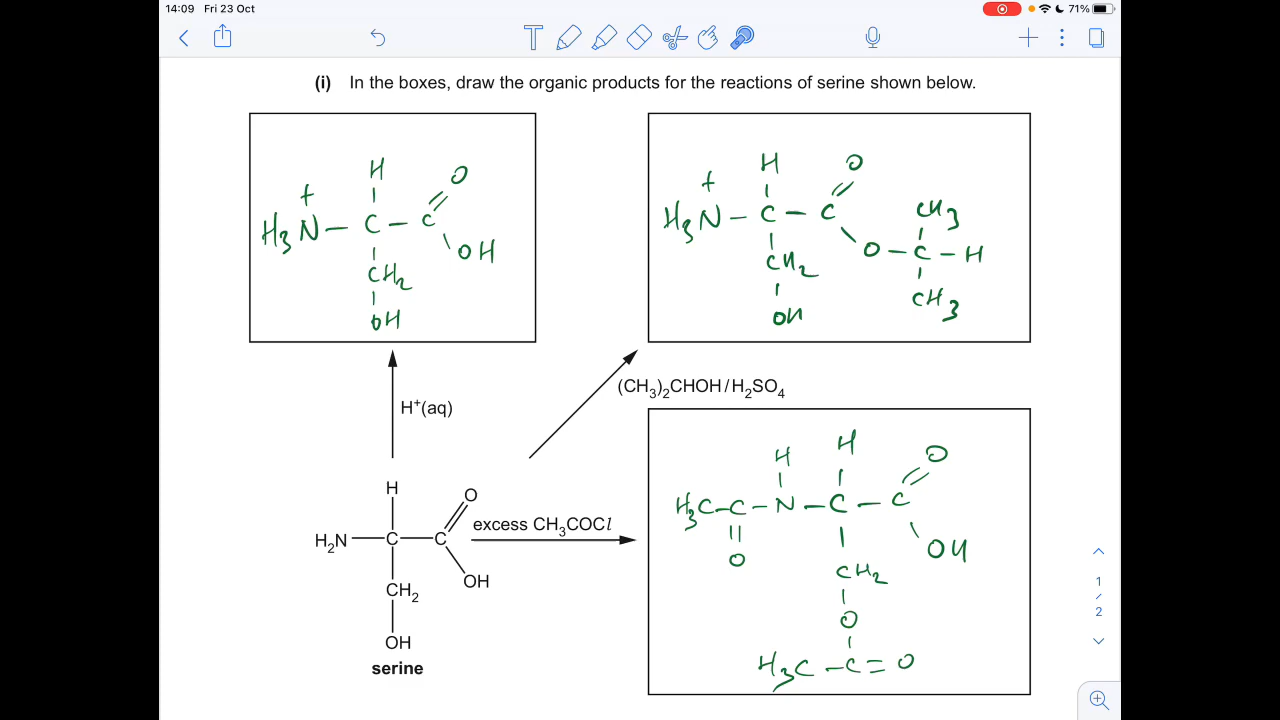 14:09 Fri 23 Oct
71%
T
(i) In the boxes, draw the organic products for the reactions of serine shown below.
H
O
+
H₃N – C – C
OH
CH₂
OH
H
O
+
H₃N – C – C
CH₃
O – C – H
CH₂
CH₃
OH
(CH₃)₂CHOH/H₂SO₄
H⁺(aq)
H
H
O
H₃C – C – N – C – C
O
OH
CH₂
O
H₃C – C = O
H
O
excess CH₃COCl
H₂N C C
OH
CH₂
OH
serine
1
/
2